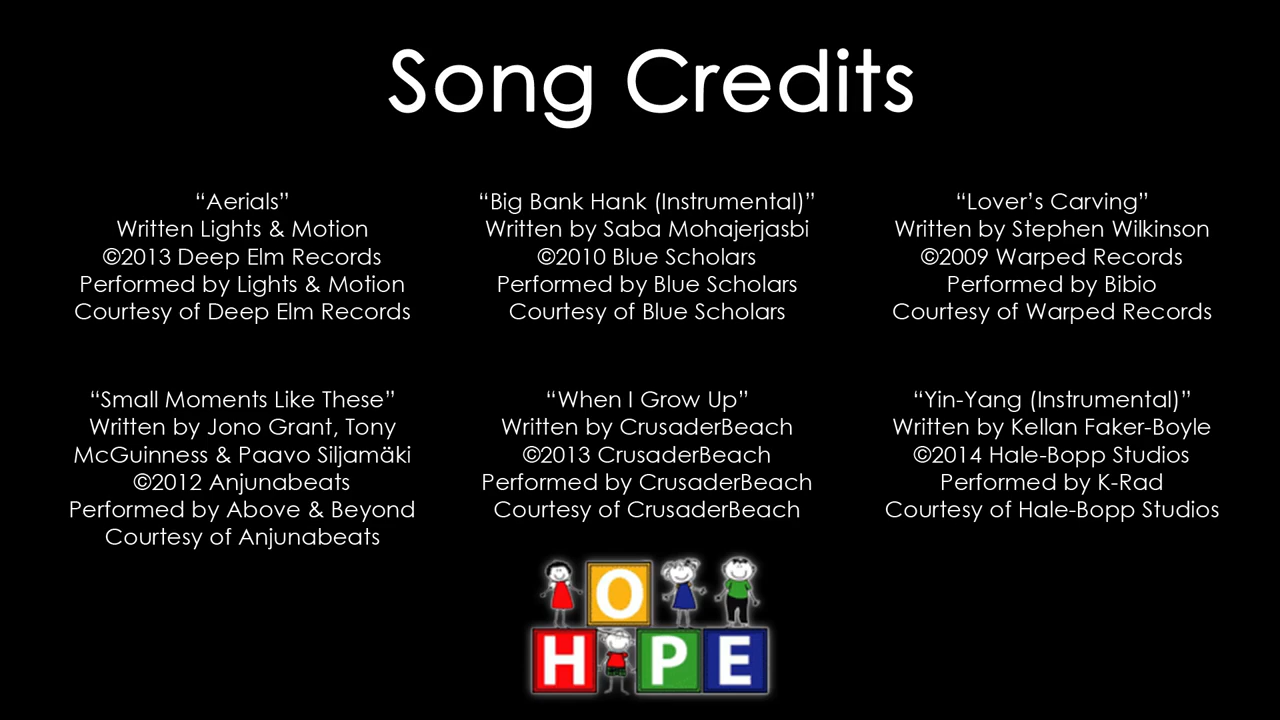 Song Credits
“Aerials”
Written Lights & Motion
©2013 Deep Elm Records
Performed by Lights & Motion
Courtesy of Deep Elm Records
“Big Bank Hank (Instrumental)”
Written by Saba Mohajerjasbi
©2010 Blue Scholars
Performed by Blue Scholars
Courtesy of Blue Scholars
“Lover’s Carving”
Written by Stephen Wilkinson
©2009 Warped Records
Performed by Bibio
Courtesy of Warped Records
“Small Moments Like These”
Written by Jono Grant, Tony
McGuinness & Paavo Siljamäki
©2012 Anjunabeats
Performed by Above & Beyond
Courtesy of Anjunabeats
“When I Grow Up”
Written by CrusaderBeach
©2013 CrusaderBeach
Performed by CrusaderBeach
Courtesy of CrusaderBeach
“Yin-Yang (Instrumental)”
Written by Kellan Faker-Boyle
©2014 Hale-Bopp Studios
Performed by K-Rad
Courtesy of Hale-Bopp Studios
O
H PE